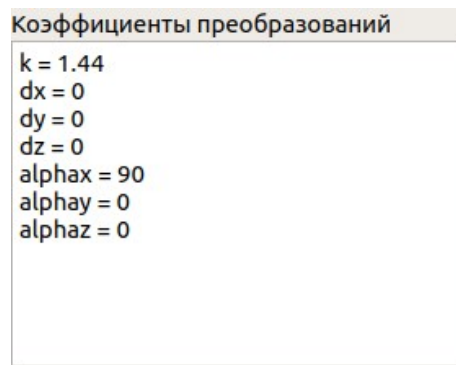 Коэффициенты преобразований
k = 1.44
dx = 0
dy = 0
dz = 0
alphax = 90
alphay = 0
alphaz = 0